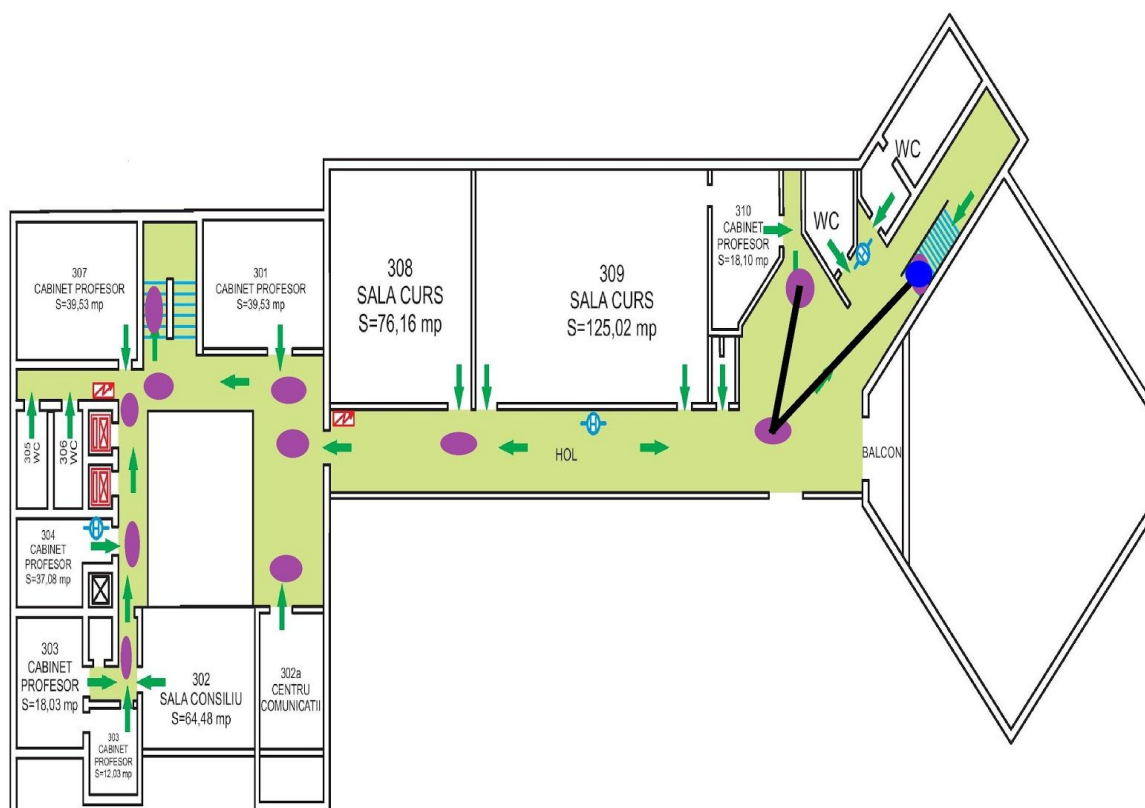 307
CABINET PROFESOR
S=39,53 mp
301
CABINET PROFESOR
S=39,53 mp
308
SALA CURS
S=76,16 mp
309
SALA CURS
S=125,02 mp
310
CABINET
PROFESOR
S=18,10 mp
WC
WC
305
WC
306
WC
H
HOL
BALCON
H
H
304
CABINET
PROFESOR
S=37,08 mp
303
CABINET
PROFESOR
S=18,03 mp
302
SALA CONSILIU
S=64,48 mp
302a
CENTRU
COMUNICATII
303
CABINET
PROFESOR
S=12,03 mp